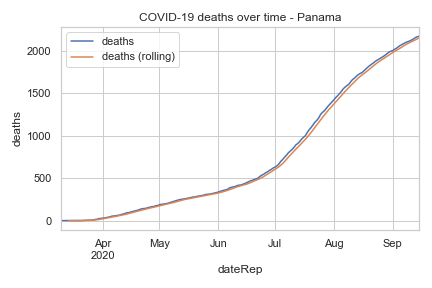 COVID-19 deaths over time - Panama
deaths
deaths (rolling)
2000
1500
1000
500
0
deaths
Apr
2020
May
Jun
Jul
Aug
Sep
dateRep